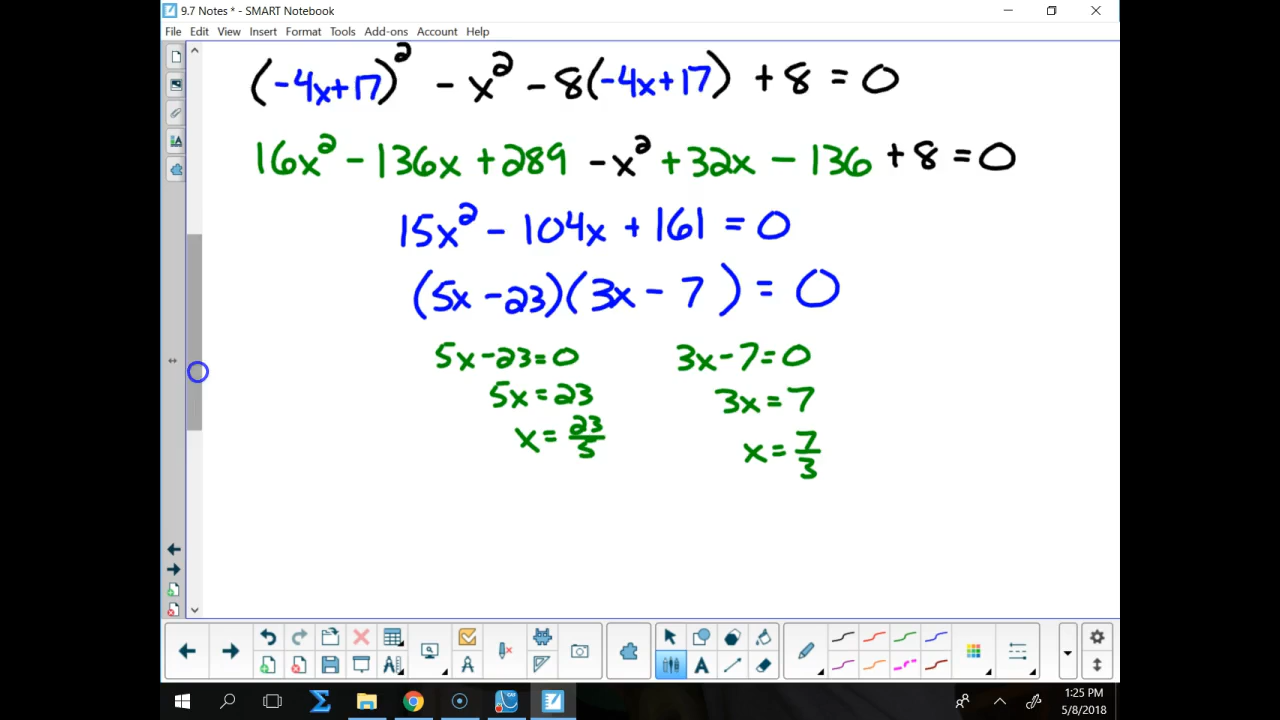 9.7 Notes * - SMART Notebook
File Edit View Insert Format Tools Add-ons Account Help
(-4x+17)² - x² - 8(-4x+17) + 8 = 0
16x² - 136x + 289 - x² + 32x - 136 + 8 = 0
15x² - 104x + 161 = 0
(5x - 23)(3x - 7) = 0
5x - 23 = 0 3x - 7 = 0
5x = 23 3x = 7
x = 23/5 x = 7/3
1:25 PM
5/8/2018